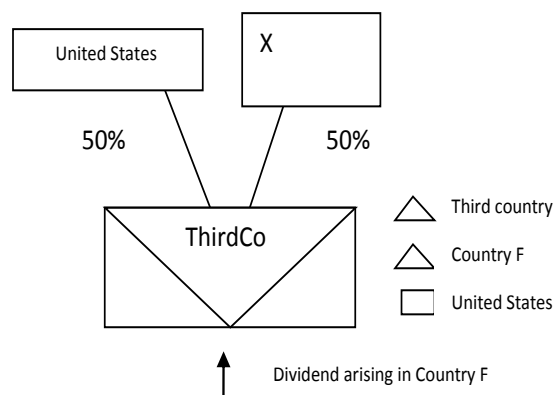 United States
X
50%
50%
ThirdCo
Third country
Country F
United States
Dividend arising in Country F